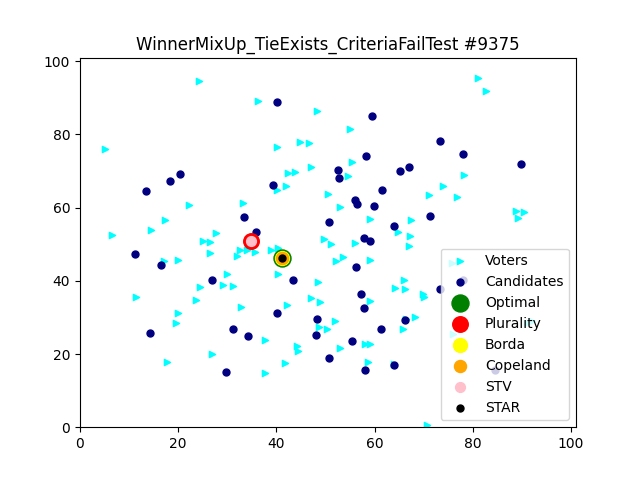 WinnerMixUp_TieExists_CriteriaFailTest #9375
100
80
60
40
20
0
0 20 40 60 80 100
Voters
Candidates
Optimal
Plurality
Borda
Copeland
STV
STAR